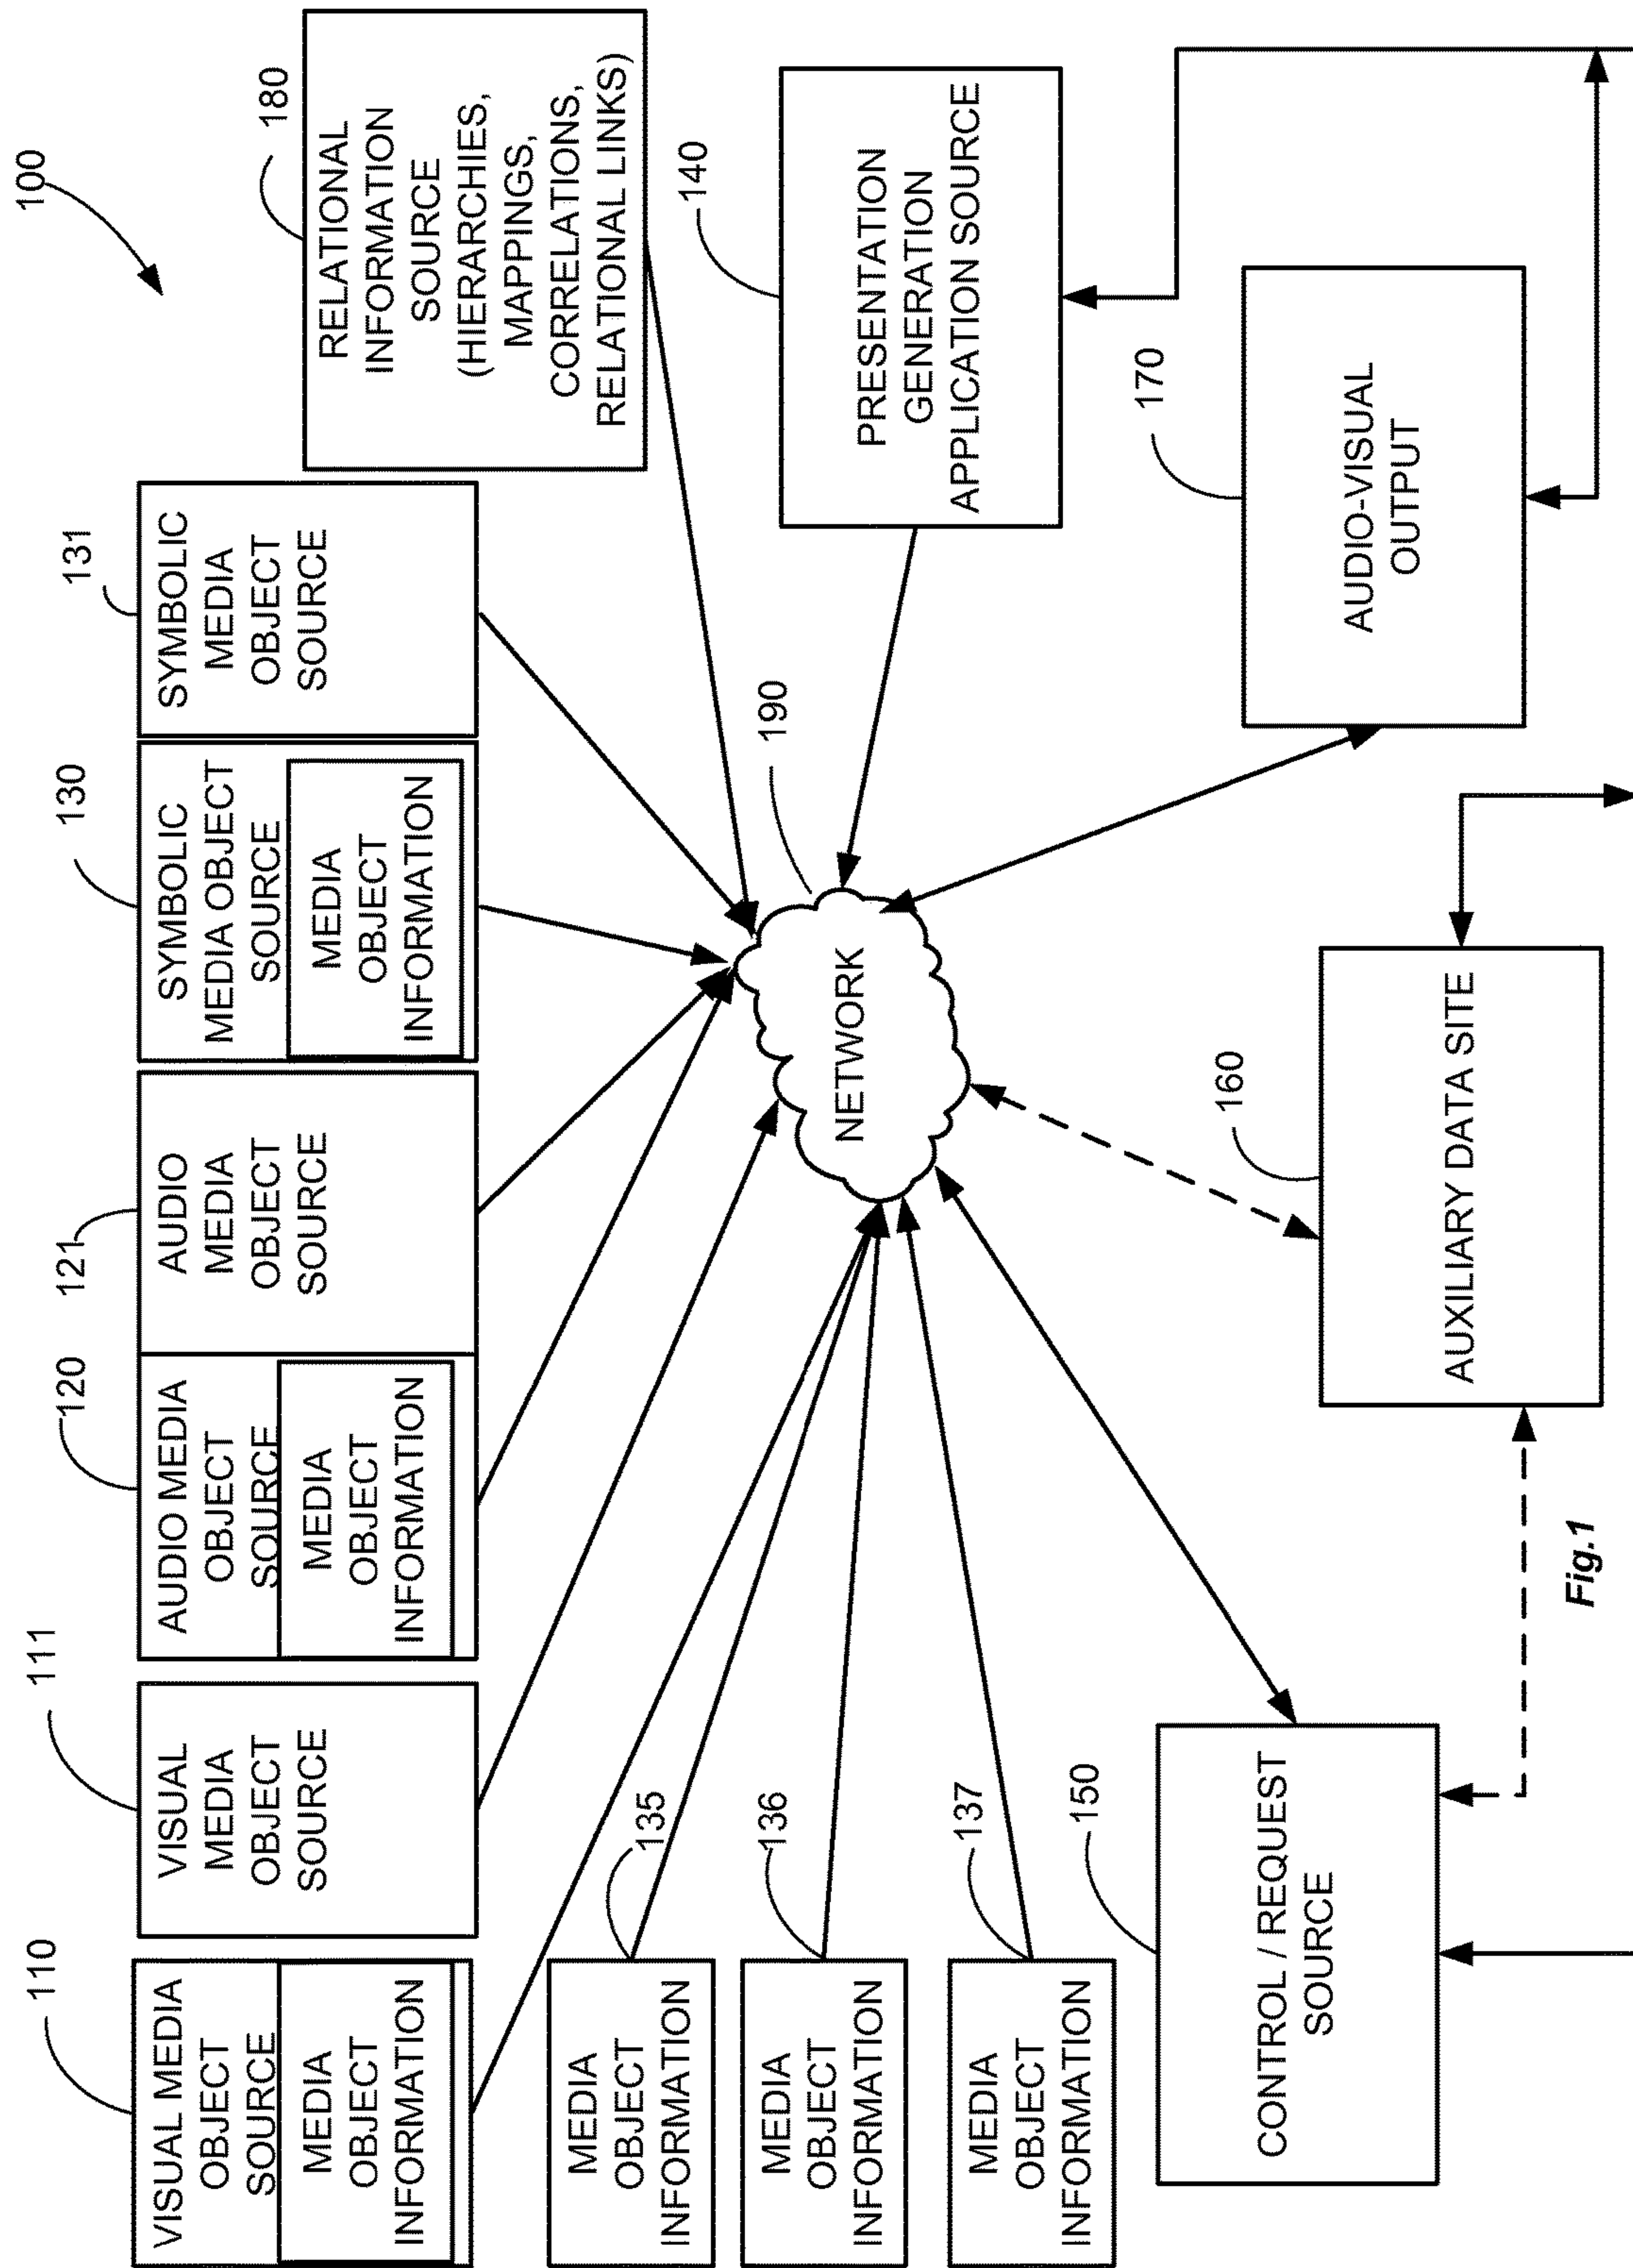 100
110
VISUAL MEDIA
OBJECT
SOURCE
MEDIA
OBJECT
INFORMATION
111
VISUAL
MEDIA
OBJECT
SOURCE
120
AUDIO MEDIA
OBJECT
SOURCE
MEDIA
OBJECT
INFORMATION
121
AUDIO
MEDIA
OBJECT
SOURCE
130
SYMBOLIC
MEDIA OBJECT
SOURCE
MEDIA
OBJECT
INFORMATION
131
SYMBOLIC
MEDIA
OBJECT
SOURCE
180
RELATIONAL
INFORMATION
SOURCE
(HIERARCHIES,
MAPPINGS,
CORRELATIONS,
RELATIONAL LINKS)
135
MEDIA
OBJECT
INFORMATION
136
MEDIA
OBJECT
INFORMATION
137
MEDIA
OBJECT
INFORMATION
190
NETWORK
140
PRESENTATION
GENERATION
APPLICATION SOURCE
150
CONTROL / REQUEST
SOURCE
160
AUXILIARY DATA SITE
170
AUDIO-VISUAL
OUTPUT
Fig.1